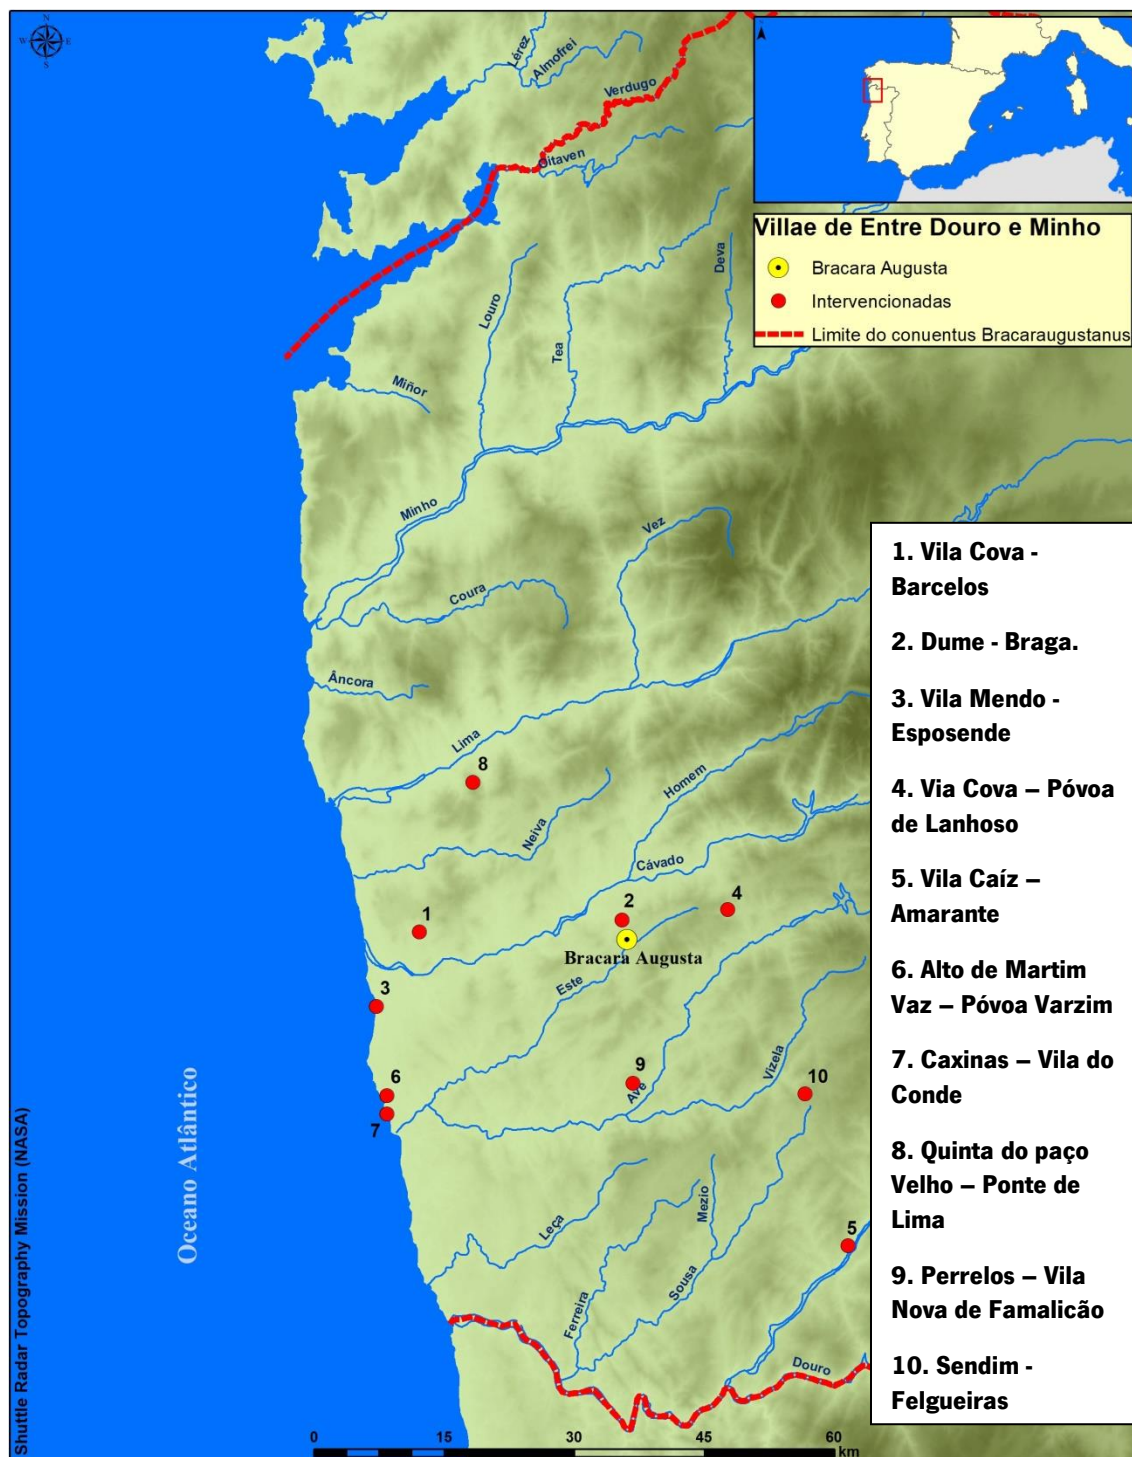 N
W
E
S
Lérez
Almofrei
Verdugo
Oitaven
Villae de Entre Douro e Minho
Bracara Augusta
Intervencionadas
Limite do conuentus Bracaraugustanus
Deva
Louro
Tea
Miñor
Minho
Vez
Coura
Âncora
Lima
8
Homem
Neiva
Cávado
1
2
4
Bracara Augusta
Este
3
6
7
9
Ave
Vizela
10
Oceano Atlântico
Leça
Mezio
5
Sousa
Ferreira
Douro
1. Vila Cova -
Barcelos
2. Dume - Braga.
3. Vila Mendo -
Esposende
4. Via Cova – Póvoa
de Lanhoso
5. Vila Caíz –
Amarante
6. Alto de Martim
Vaz – Póvoa Varzim
7. Caxinas – Vila do
Conde
8. Quinta do paço
Velho – Ponte de
Lima
9. Perrelos – Vila
Nova de Famalicão
10. Sendim -
Felgueiras
Shuttle Radar Topography Mission (NASA)
0 15 30 45 60
km